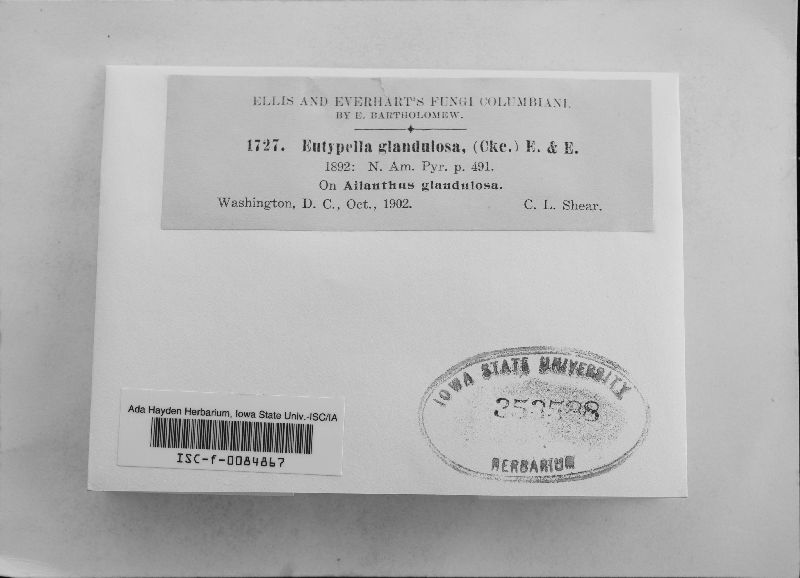 ELLIS AND EVERHART'S FUNGI COLUMBIANI.
BY E. BARTHOLOMEW.
1727. Eutypella glandulosa, (Cke.) E. & E.
1892: N. Am. Pyr. p. 491.
On Ailanthus glandulosa.
Washington, D. C., Oct., 1902. C. L. Shear.
IOWA STATE UNIVERSITY
HERBARIUM
Ada Hayden Herbarium, Iowa State Univ.-ISC/IA
ISC-f-0084867